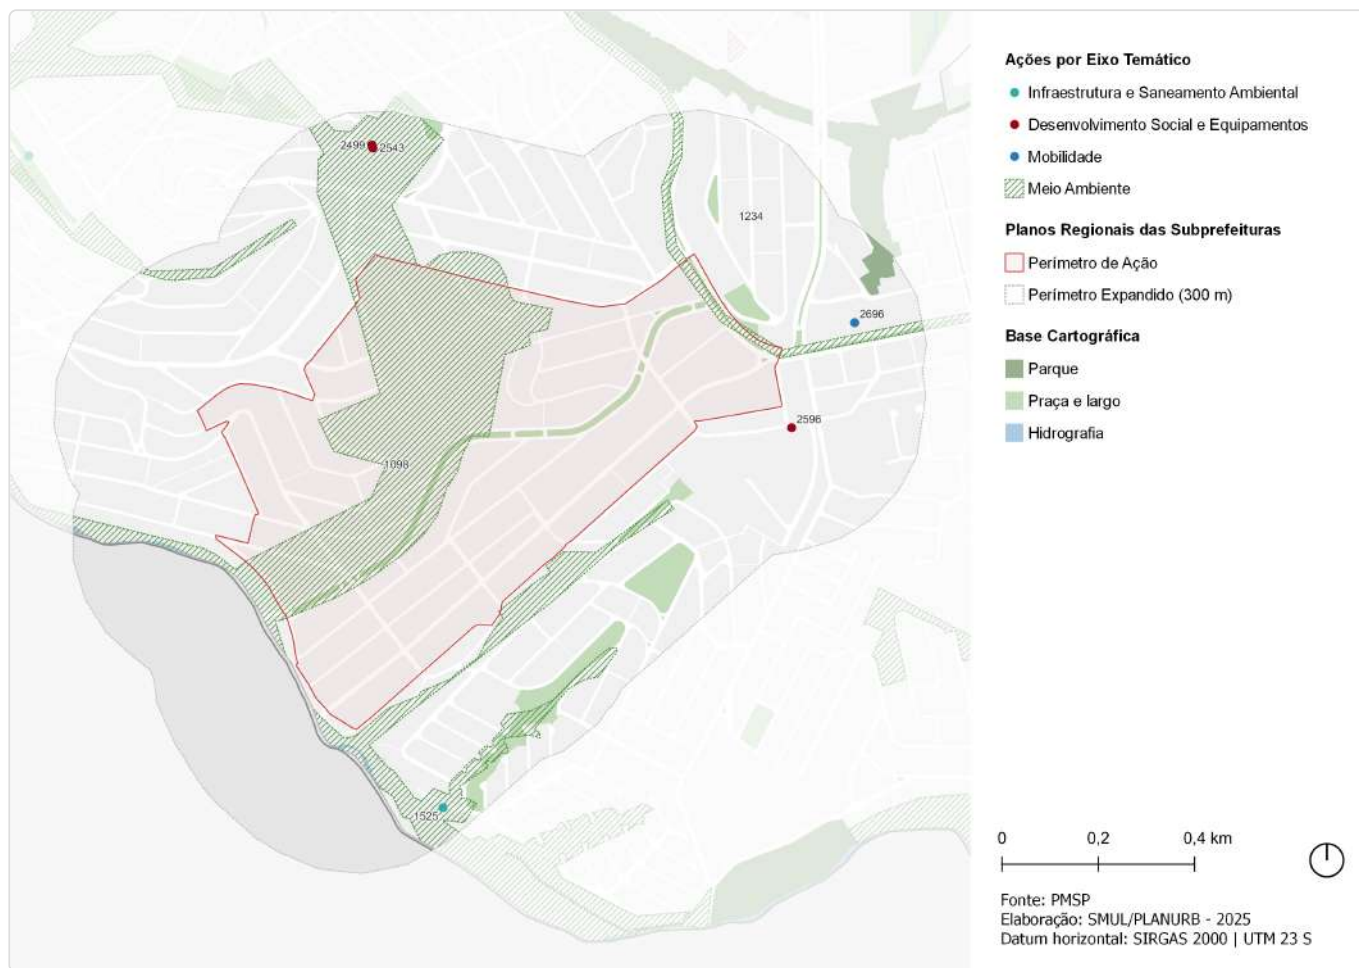 2499
2543
1234
2696
2596
1098
1525
Ações por Eixo Temático
Infraestrutura e Saneamento Ambiental
Desenvolvimento Social e Equipamentos
Mobilidade
Meio Ambiente
Planos Regionais das Subprefeituras
Perímetro de Ação
Perímetro Expandido (300 m)
Base Cartográfica
Parque
Praça e largo
Hidrografia
0 0,2 0,4 km
Fonte: PMSP
Elaboração: SMUL/PLANURB - 2025
Datum horizontal: SIRGAS 2000 | UTM 23 S